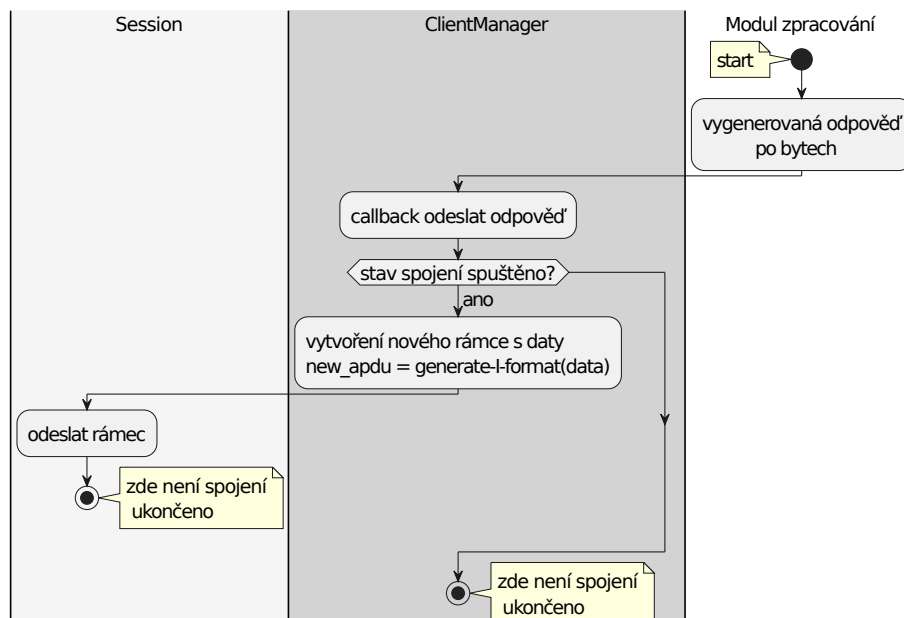 Session
ClientManager
Modul zpracování
start
vygenerovaná odpověď
po bytech
callback odeslat odpověď
stav spojení spuštěno?
ano
vytvoření nového rámce s daty
new_apdu = generate-I-format(data)
odeslat rámec
zde není spojení
ukončeno
zde není spojení
ukončeno